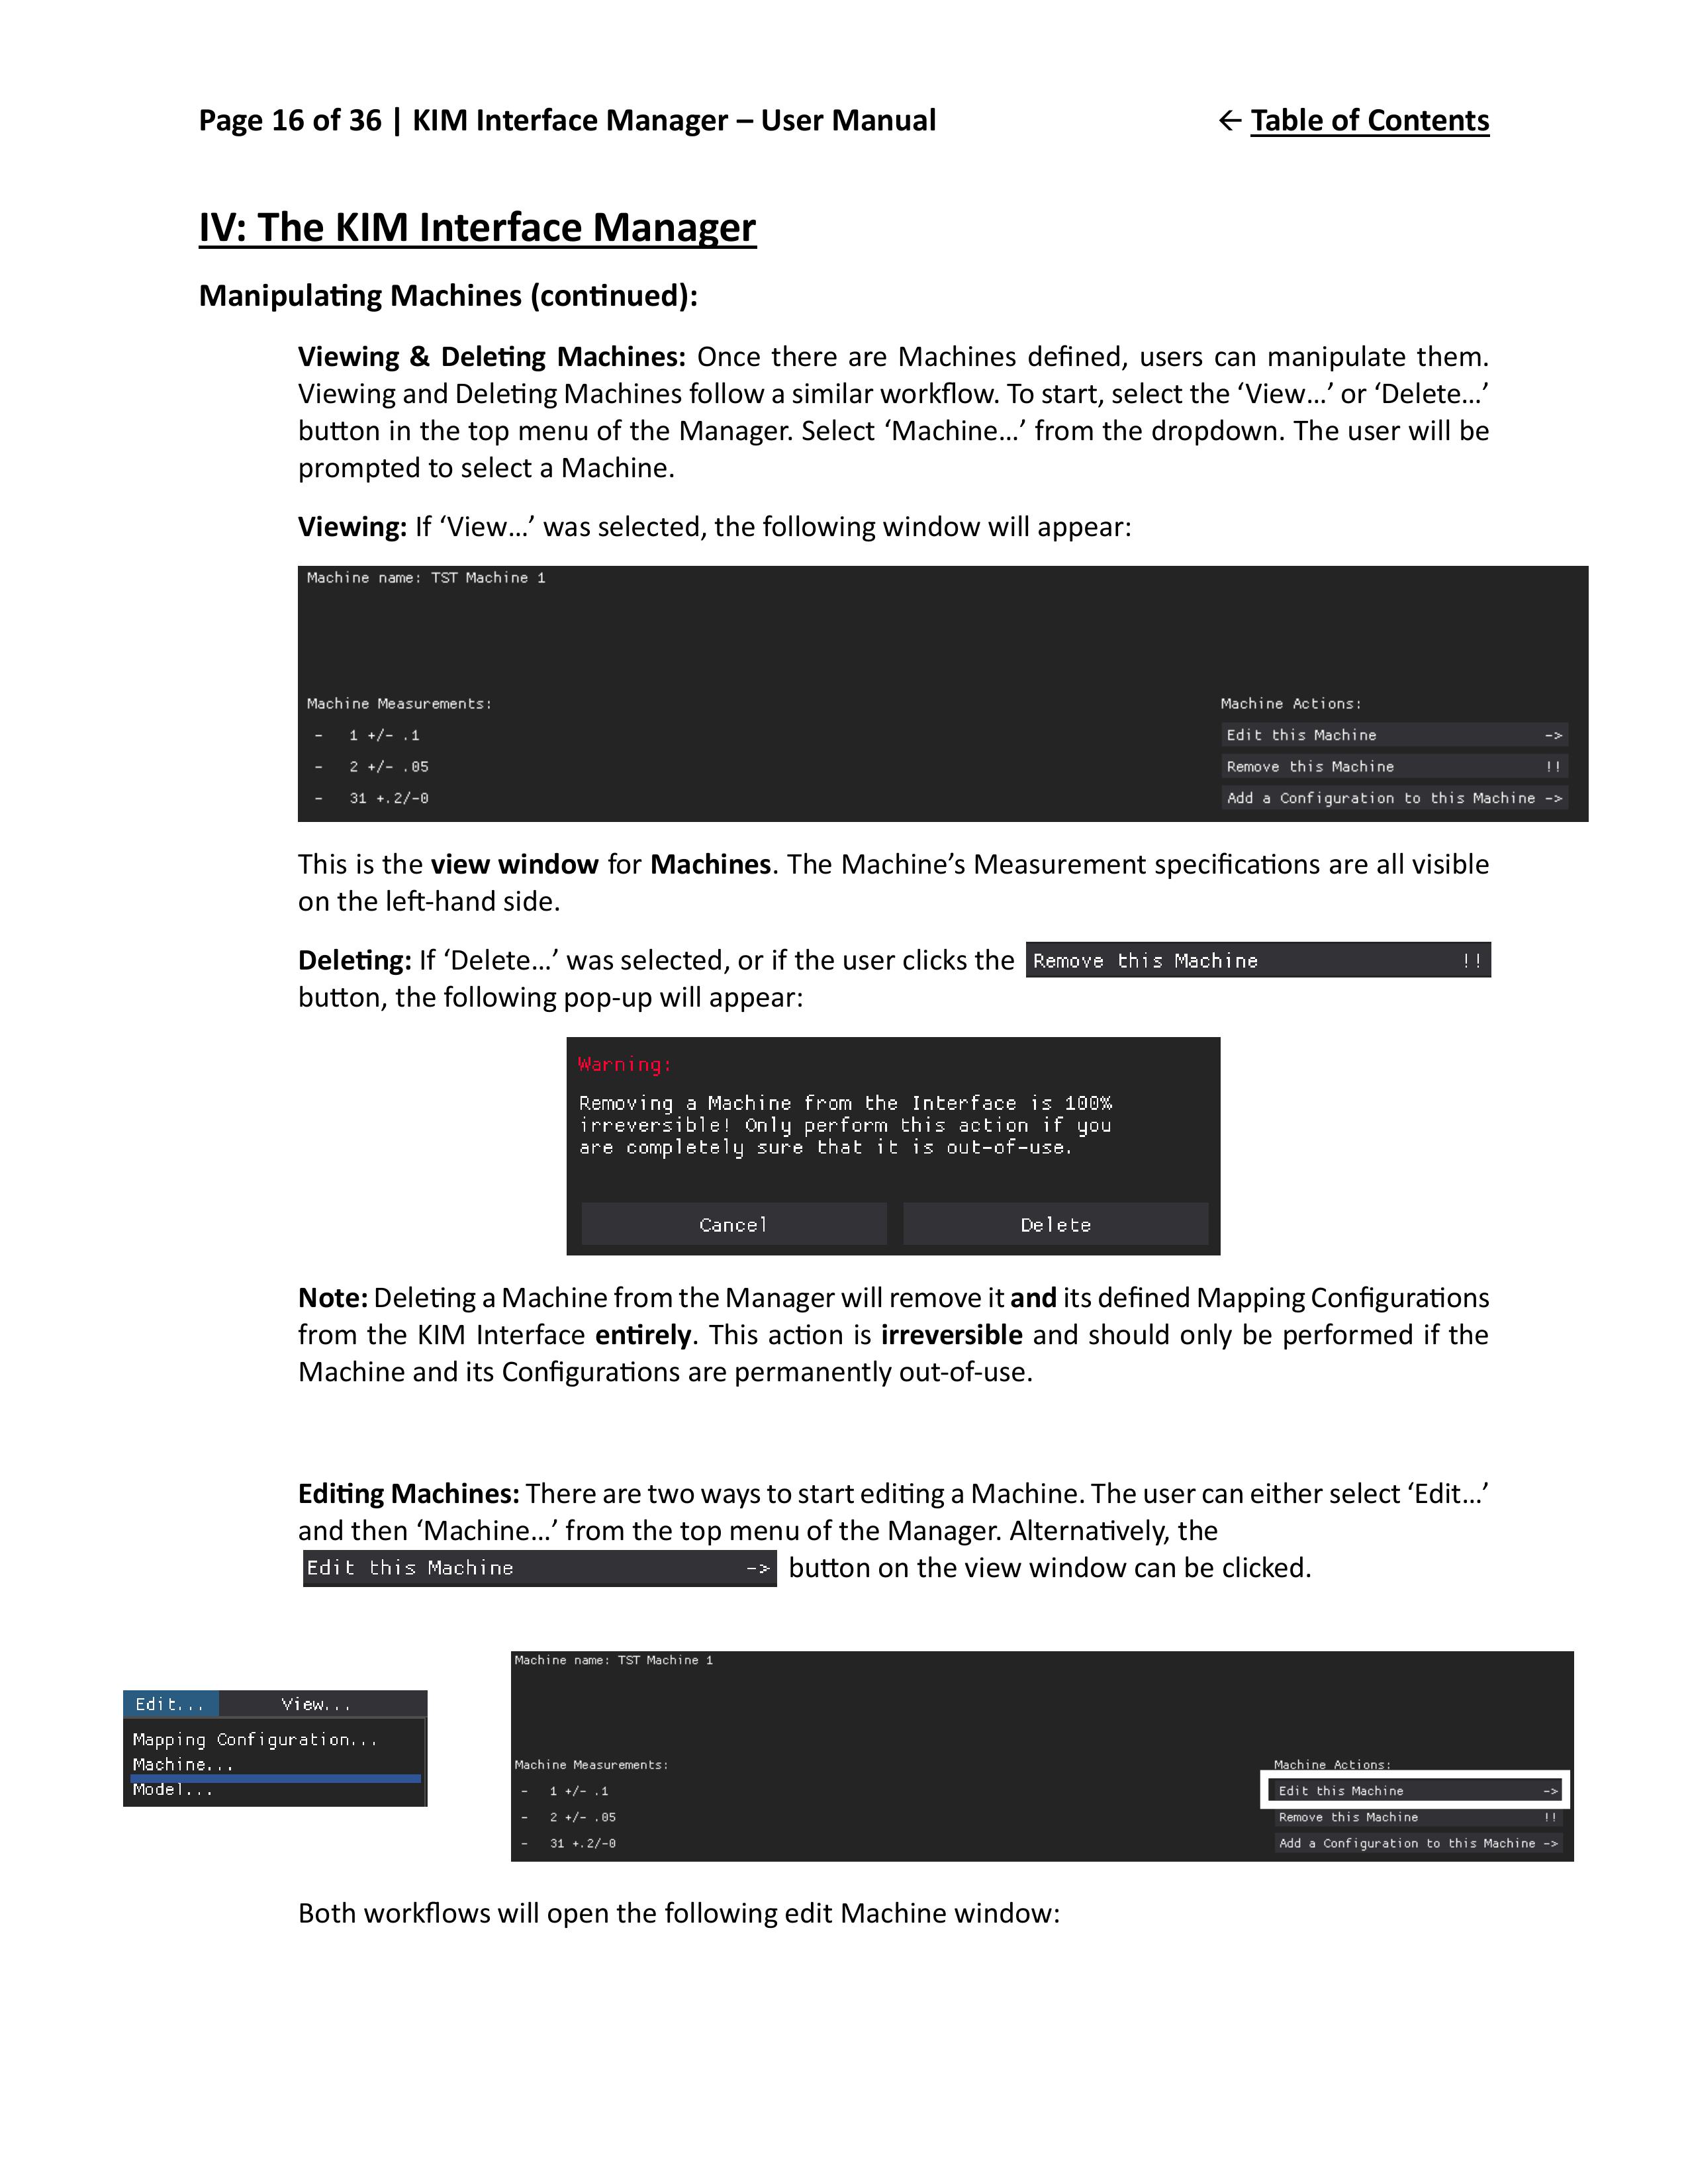 Page 16 of 36 | KIM Interface Manager – User Manual
← Table of Contents
IV: The KIM Interface Manager
Manipulating Machines (continued):
Viewing & Deleting Machines: Once there are Machines defined, users can manipulate them.
Viewing and Deleting Machines follow a similar workflow. To start, select the ‘View…’ or ‘Delete…’
button in the top menu of the Manager. Select ‘Machine…’ from the dropdown. The user will be
prompted to select a Machine.
Viewing: If ‘View…’ was selected, the following window will appear:
Machine name: TST Machine 1
Machine Measurements:
- 1 +/- .1
- 2 +/- .05
- 31 +.2/-0
Machine Actions:
Edit this Machine ->
Remove this Machine !!
Add a Configuration to this Machine ->
This is the view window for Machines. The Machine’s Measurement specifications are all visible
on the left-hand side.
Deleting: If ‘Delete…’ was selected, or if the user clicks the Remove this Machine !!
button, the following pop-up will appear:
Warning:
Removing a Machine from the Interface is 100%
irreversible! Only perform this action if you
are completely sure that it is out-of-use.
Cancel Delete
Note: Deleting a Machine from the Manager will remove it and its defined Mapping Configurations
from the KIM Interface entirely. This action is irreversible and should only be performed if the
Machine and its Configurations are permanently out-of-use.
Editing Machines: There are two ways to start editing a Machine. The user can either select ‘Edit…’
and then ‘Machine…’ from the top menu of the Manager. Alternatively, the
Edit this Machine -> button on the view window can be clicked.
Edit... View...
Mapping Configuration...
Machine...
Model...
Machine name: TST Machine 1
Machine Measurements:
- 1 +/- .1
- 2 +/- .05
- 31 +.2/-0
Machine Actions:
Edit this Machine ->
Remove this Machine !!
Add a Configuration to this Machine ->
Both workflows will open the following edit Machine window: